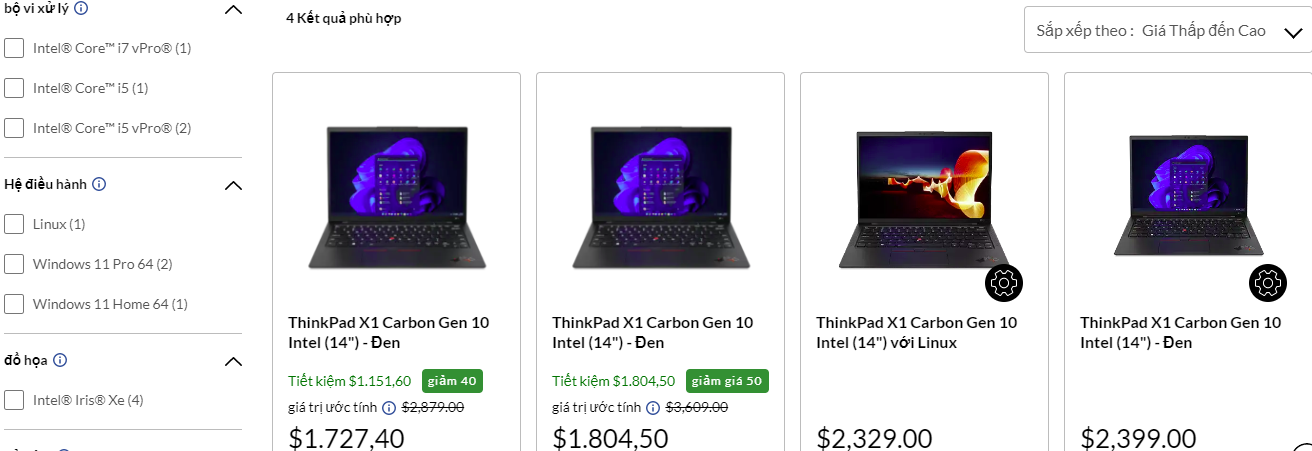 bộ vi xử lý
Intel® Core™ i7 vPro® (1)
Intel® Core™ i5 (1)
Intel® Core™ i5 vPro® (2)
Hệ điều hành
Linux (1)
Windows 11 Pro 64 (2)
Windows 11 Home 64 (1)
đồ họa
Intel® Iris® Xe (4)
4 Kết quả phù hợp
Sắp xếp theo : Giá Thấp đến Cao
ThinkPad X1 Carbon Gen 10
Intel (14") - Đen
Tiết kiệm $1.151,60 giảm 40
giá trị ước tính $2,879.00
$1.727,40
ThinkPad X1 Carbon Gen 10
Intel (14") - Đen
Tiết kiệm $1.804,50 giảm giá 50
giá trị ước tính $3,609.00
$1.804,50
ThinkPad X1 Carbon Gen 10
Intel (14") với Linux
$2,329.00
ThinkPad X1 Carbon Gen 10
Intel (14") - Đen
$2,399.00